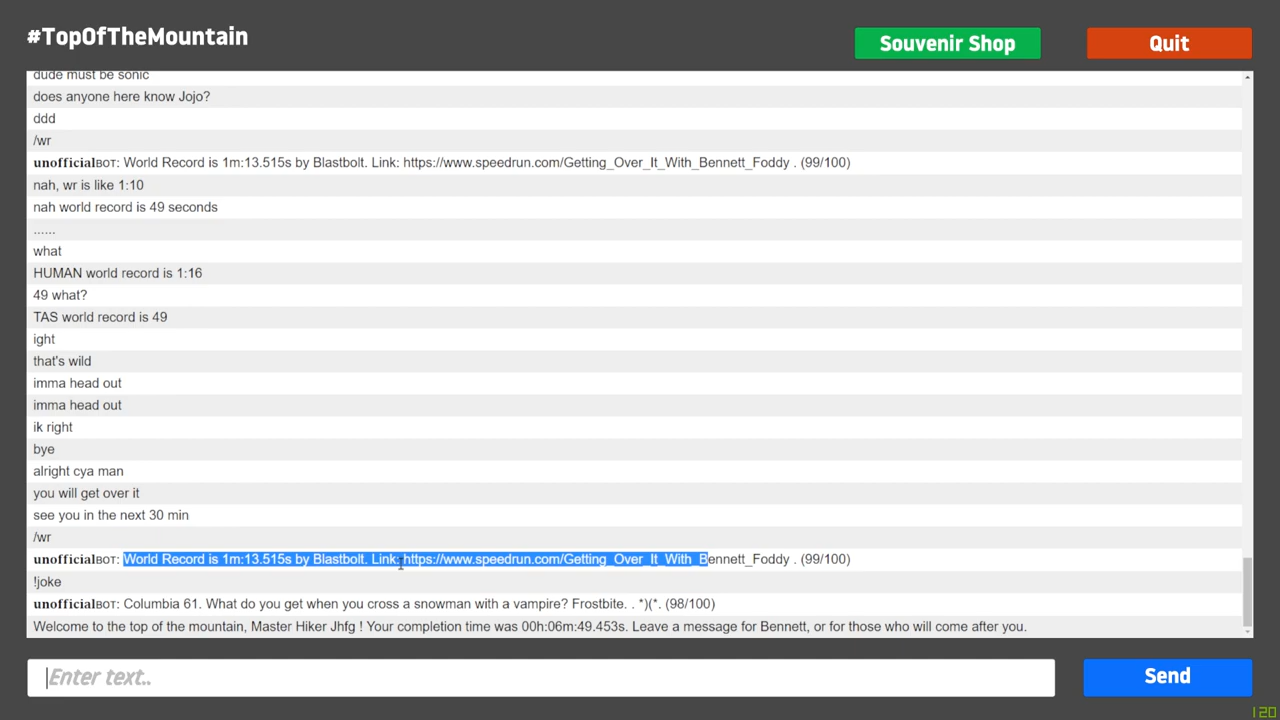 #TopOfTheMountain
Souvenir Shop
Quit
dude must be sonic
does anyone here know Jojo?
ddd
/wr
unofficialBOT: World Record is 1m:13.515s by Blastbolt. Link: https://www.speedrun.com/Getting_Over_It_With_Bennett_Foddy . (99/100)
nah, wr is like 1:10
nah world record is 49 seconds
......
what
HUMAN world record is 1:16
49 what?
TAS world record is 49
ight
that's wild
imma head out
imma head out
ik right
bye
alright cya man
you will get over it
see you in the next 30 min
/wr
unofficialBOT: World Record is 1m:13.515s by Blastbolt. Link: https://www.speedrun.com/Getting_Over_It_With_Bennett_Foddy . (99/100)
!joke
unofficialBOT: Columbia 61. What do you get when you cross a snowman with a vampire? Frostbite. . *)(*. (98/100)
Welcome to the top of the mountain, Master Hiker Jhfg ! Your completion time was 00h:06m:49.453s. Leave a message for Bennett, or for those who will come after you.
Enter text..
Send
120